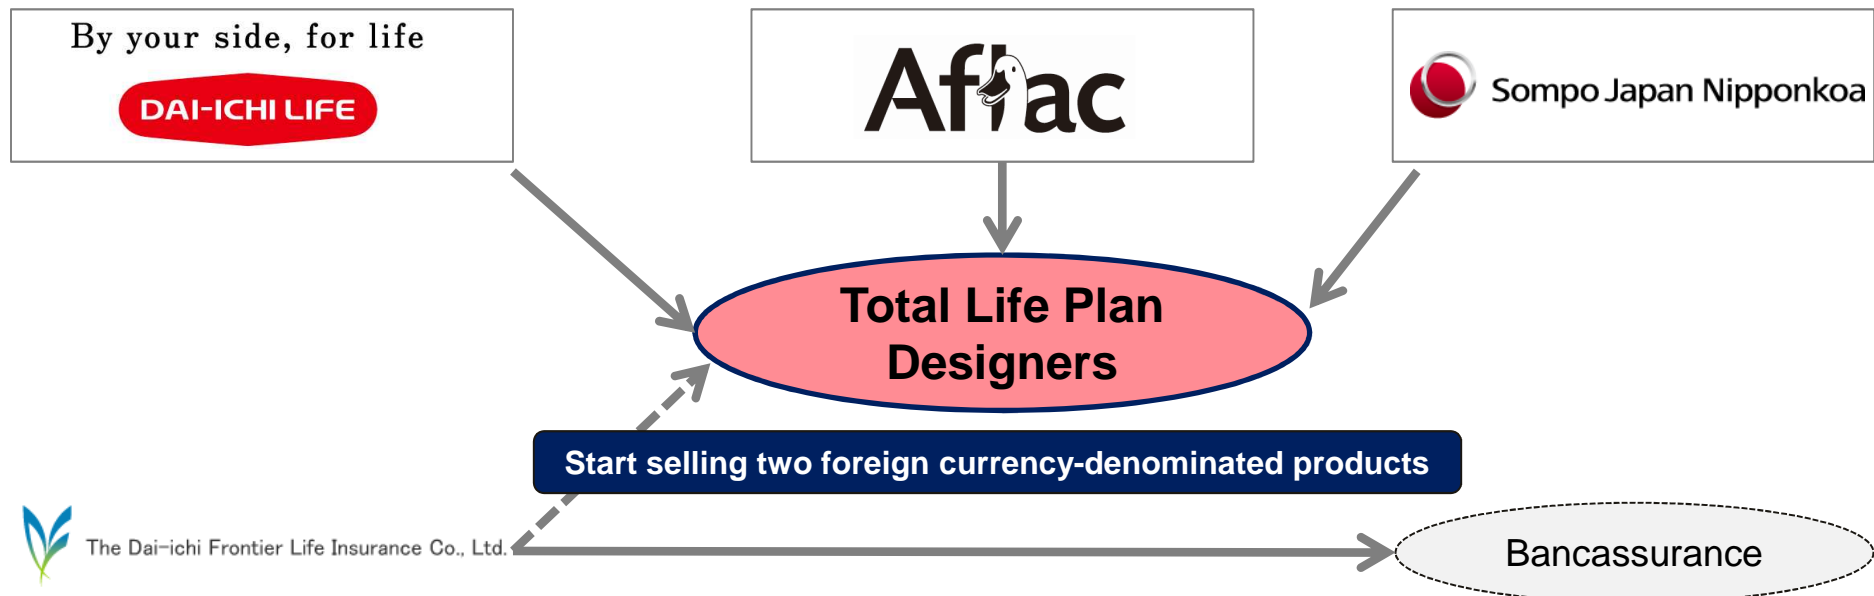 By your side, for life
DAI-ICHI LIFE
Aflac
Sompo Japan Nipponkoa
Total Life Plan
Designers
Start selling two foreign currency-denominated products
The Dai-ichi Frontier Life Insurance Co., Ltd.
Bancassurance